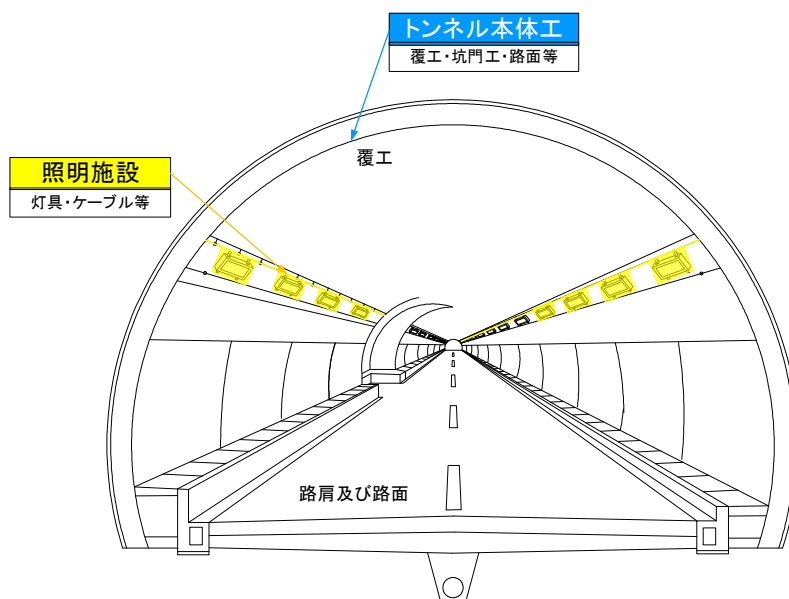 トンネル本体工
覆工・坑門工・路面等
覆工
照明施設
灯具・ケーブル等
路肩及び路面